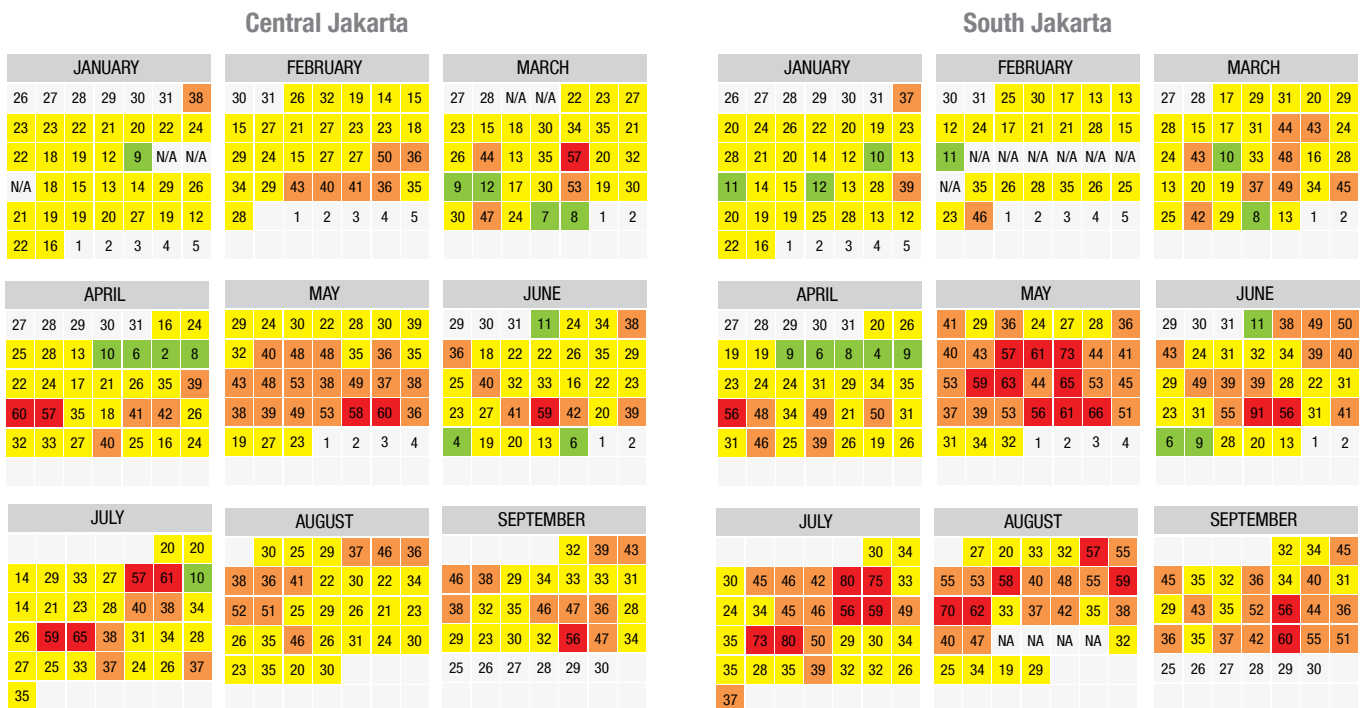 Central Jakarta
JANUARY
26 27 28 29 30 31 38
23 23 22 21 20 22 24
22 18 19 12 9 N/A N/A
N/A 18 15 13 14 29 26
21 19 19 20 27 19 12
22 16 1 2 3 4 5
FEBRUARY
30 31 26 32 19 14 15
15 27 21 27 23 23 18
29 24 15 27 27 50 36
34 29 43 40 41 36 35
28 1 2 3 4 5
MARCH
27 28 N/A N/A 22 23 27
23 15 18 30 34 35 21
26 44 13 35 57 20 32
9 12 17 30 53 19 30
30 47 24 7 8 1 2
APRIL
27 28 29 30 31 16 24
25 28 13 10 6 2 8
22 24 17 21 26 35 39
60 57 35 18 41 42 26
32 33 27 40 25 16 24
MAY
29 24 30 22 28 30 39
32 40 48 48 35 36 35
43 48 53 38 49 37 38
38 39 49 53 58 60 36
19 27 23 1 2 3 4
JUNE
29 30 31 11 24 34 38
36 18 22 22 26 35 29
25 40 32 33 16 22 23
23 27 41 59 42 20 39
4 19 20 13 6 1 2
JULY
20 20
14 29 33 27 57 61 10
14 21 23 28 40 38 34
26 59 65 38 31 34 28
27 25 33 37 24 26 37
35
AUGUST
30 25 29 37 46 36
38 36 41 22 30 22 34
52 51 25 29 26 21 23
26 35 46 26 31 24 30
23 35 20 30
SEPTEMBER
32 39 43
46 38 29 34 33 33 31
38 32 35 46 47 36 28
29 23 30 32 56 47 34
25 26 27 28 29 30
South Jakarta
JANUARY
26 27 28 29 30 31 37
20 24 26 22 20 19 23
28 21 20 14 12 10 13
11 14 15 12 13 28 39
20 19 19 25 28 13 12
22 16 1 2 3 4 5
FEBRUARY
30 31 25 30 17 13 13
12 24 17 21 21 28 15
11 N/A N/A N/A N/A N/A N/A
N/A 35 26 28 35 26 25
23 46 1 2 3 4 5
MARCH
27 28 17 29 31 20 29
28 15 17 31 44 43 24
24 43 10 33 48 16 28
13 20 19 37 49 34 45
25 42 29 8 13 1 2
APRIL
27 28 29 30 31 20 26
19 19 9 6 8 4 9
23 24 24 31 29 34 35
56 48 34 49 21 50 31
31 46 25 39 26 19 26
MAY
41 29 36 24 27 28 36
40 43 57 61 73 44 41
53 59 63 44 65 53 45
37 39 53 56 61 66 51
31 34 32 1 2 3 4
JUNE
29 30 31 11 38 49 50
43 24 31 32 34 39 40
29 49 39 39 28 22 31
23 31 55 91 56 31 41
6 9 28 20 13 1 2
JULY
30 34
30 45 46 42 80 75 33
24 34 45 46 56 59 49
35 73 80 50 29 30 34
35 28 35 39 32 32 26
37
AUGUST
27 20 33 32 57 55
55 53 58 40 48 55 59
70 62 33 37 42 35 38
40 47 NA NA NA NA 32
25 34 19 29
SEPTEMBER
32 34 45
45 35 32 36 34 40 31
29 43 35 52 56 44 36
36 35 37 42 60 55 51
25 26 27 28 29 30